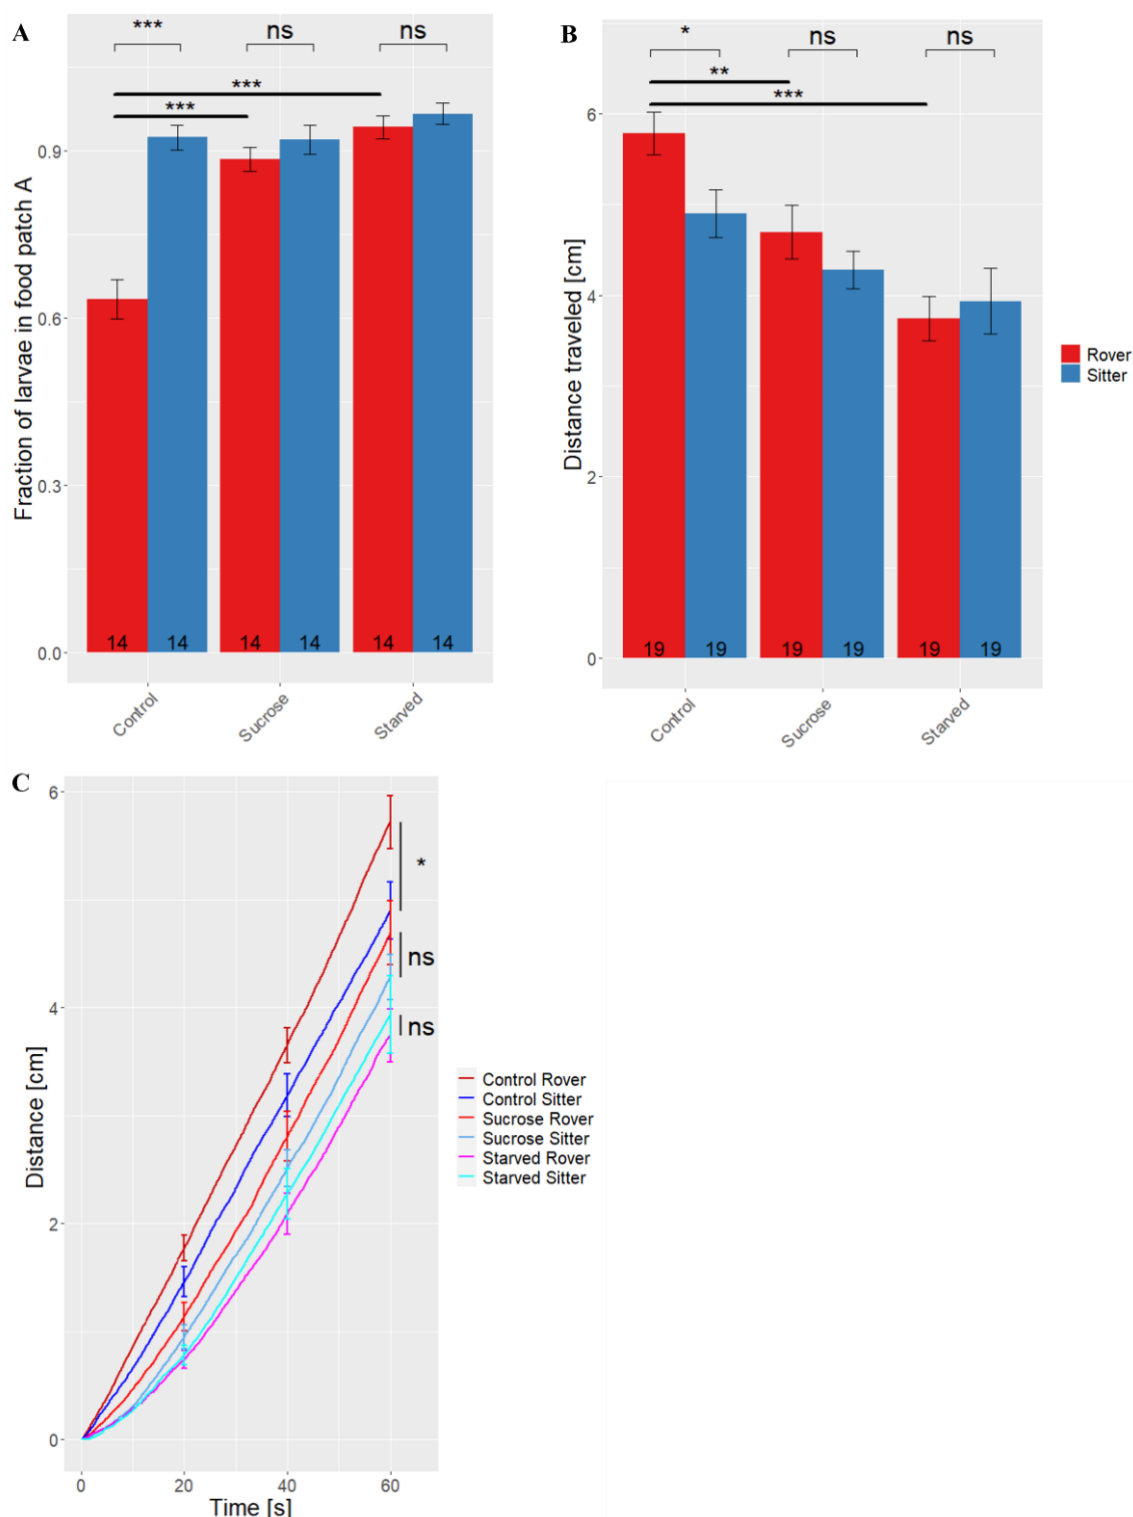 A
*** ns ns
***
***
Fraction of larvae in food patch A
0.9
0.6
0.3
0.0
14 14 14 14 14 14
Control Sucrose Starved
B
* ns ns
**
***
Distance traveled [cm]
6
4
2
0
19 19 19 19 19 19
Control Sucrose Starved
Rover
Sitter
C
Distance [cm]
6
4
2
0
*
ns
ns
0 20 40 60
Time [s]
Control Rover
Control Sitter
Sucrose Rover
Sucrose Sitter
Starved Rover
Starved Sitter